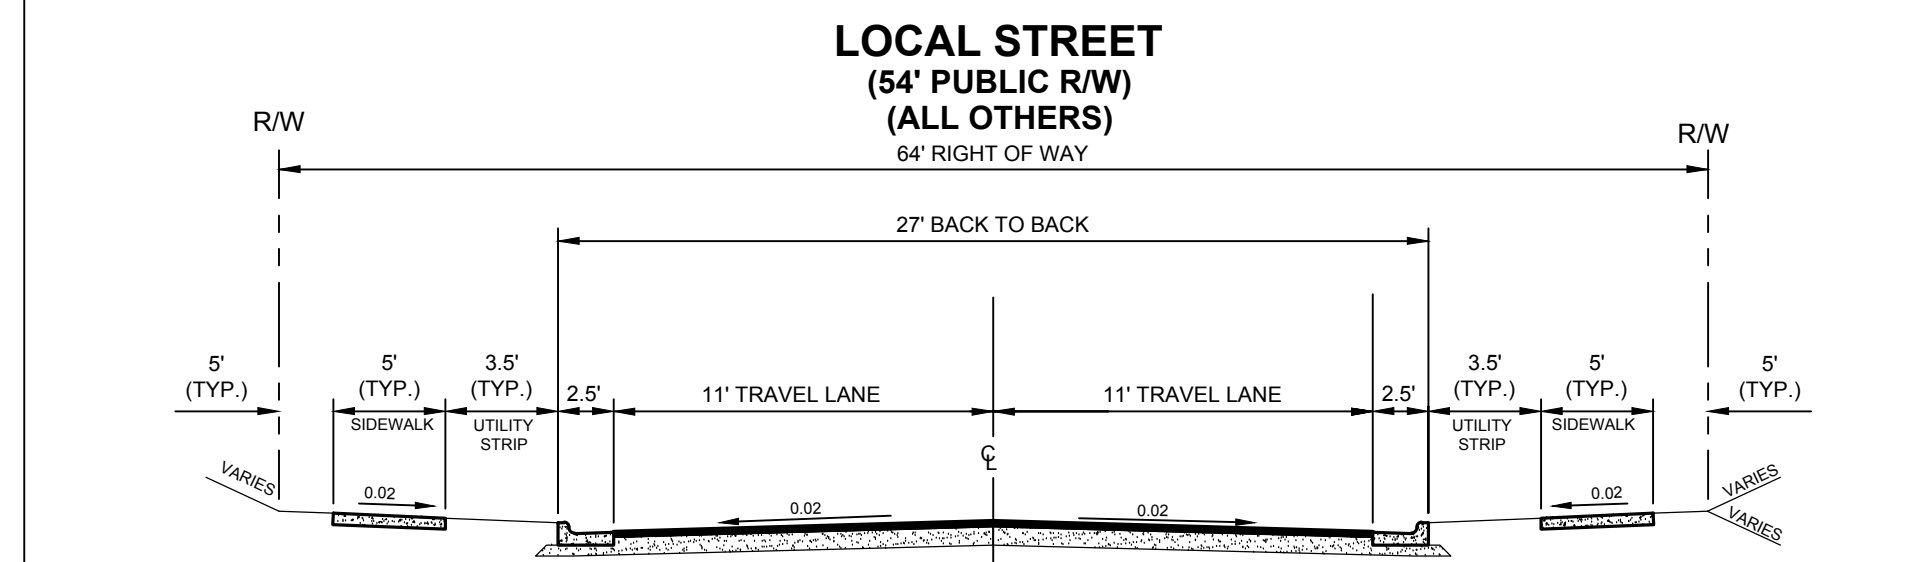 LOCAL STREET
(54' PUBLIC R/W)
(ALL OTHERS)
R/W
R/W
64' RIGHT OF WAY
27' BACK TO BACK
5'
(TYP.)
5'
(TYP.)
SIDEWALK
3.5'
(TYP.)
UTILITY
STRIP
2.5'
11' TRAVEL LANE
11' TRAVEL LANE
2.5'
3.5'
(TYP.)
UTILITY
STRIP
5'
(TYP.)
SIDEWALK
5'
(TYP.)
CL
VARIES
0.02
0.02
0.02
0.02
VARIES
VARIES